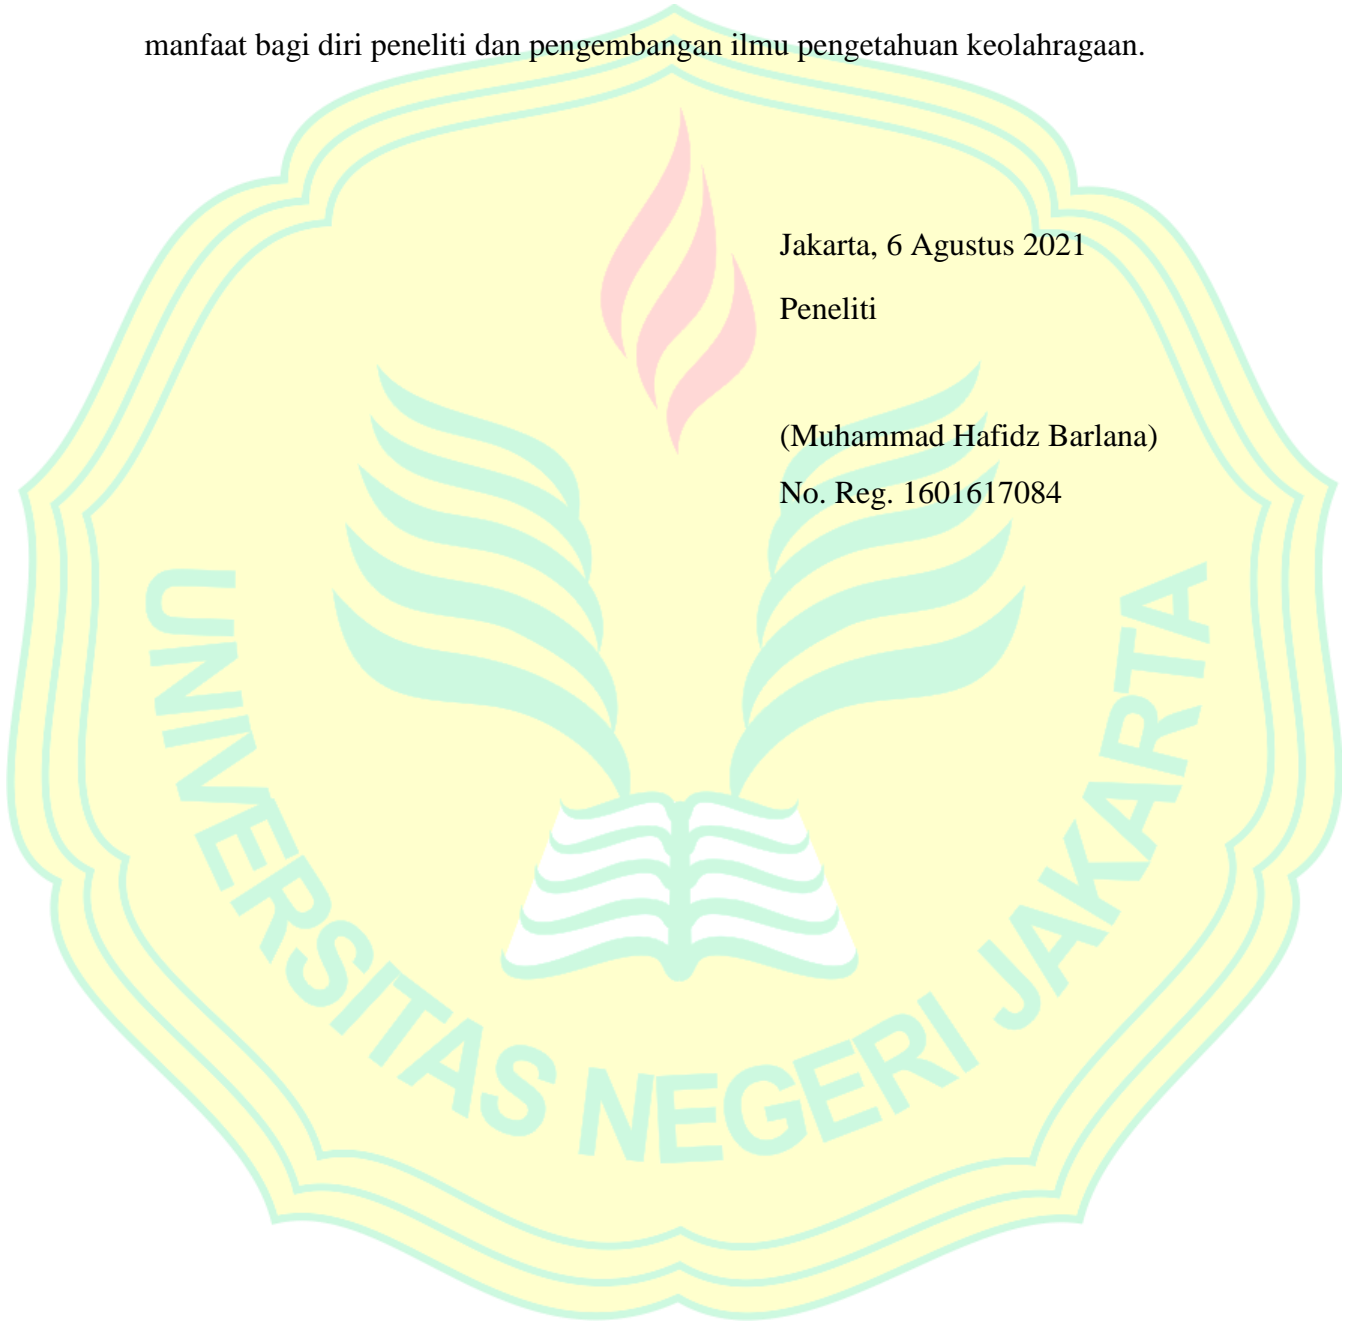 manfaat bagi diri peneliti dan pengembangan ilmu pengetahuan keolahragaan.
Jakarta, 6 Agustus 2021
Peneliti
(Muhammad Hafidz Barlana)
No. Reg. 1601617084
UNIVERSITAS NEGERI JAKARTA